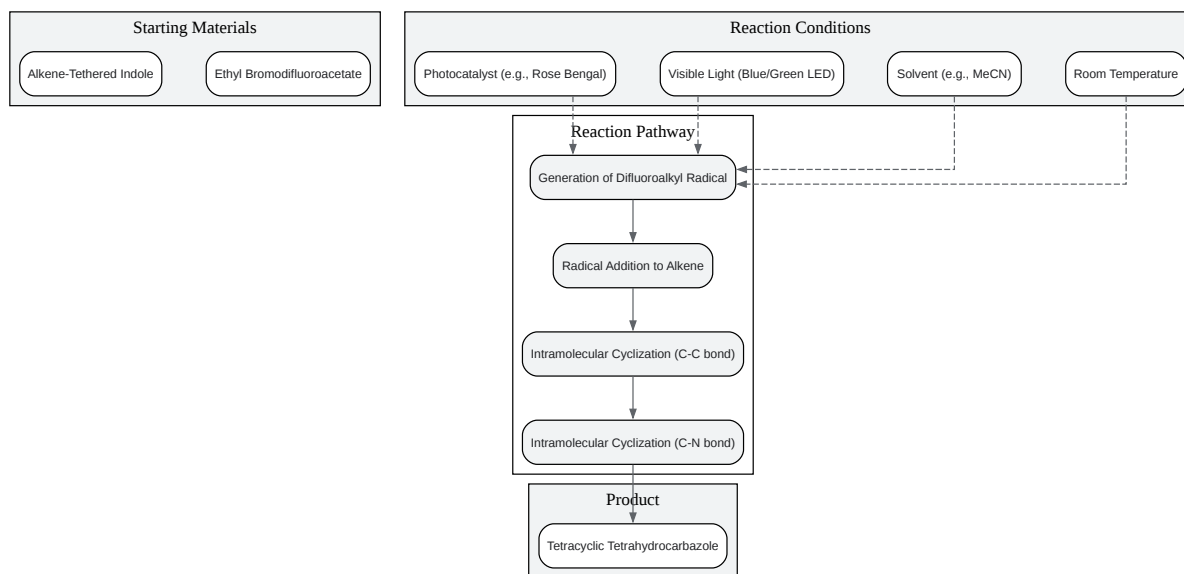 Starting Materials
Alkene-Tethered Indole
Ethyl Bromodifluoroacetate
Reaction Conditions
Photocatalyst (e.g., Rose Bengal)
Visible Light (Blue/Green LED)
Solvent (e.g., MeCN)
Room Temperature
Reaction Pathway
Generation of Difluoroalkyl Radical
Radical Addition to Alkene
Intramolecular Cyclization (C-C bond)
Intramolecular Cyclization (C-N bond)
Product
Tetracyclic Tetrahydrocarbazole